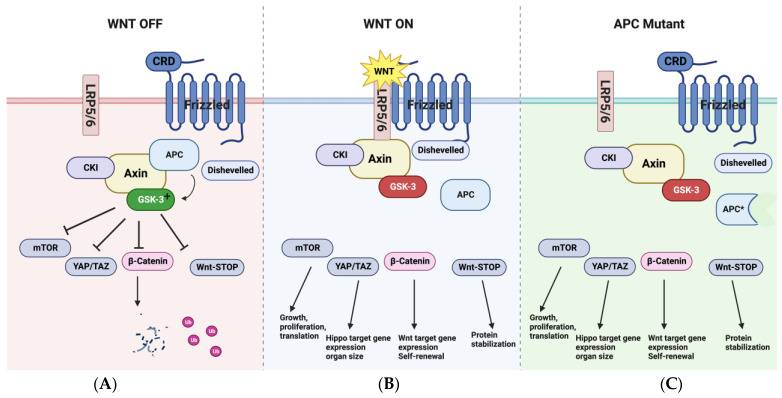 WNT OFF
CRD
LRP5/6
Frizzled
CKI
Axin
APC
GSK-3
+
Dishevelled
mTOR
YAP/TAZ
β-Catenin
Wnt-STOP
Ub
Ub
Ub
Ub
(A)
WNT ON
WNT
LRP5/6
Frizzled
CKI
Axin
Dishevelled
GSK-3
APC
mTOR
YAP/TAZ
β-Catenin
Wnt-STOP
Growth,
proliferation,
translation
Hippo target gene
expression
organ size
Wnt target gene
expression
Self-renewal
Protein
stabilization
(B)
APC Mutant
CRD
LRP5/6
Frizzled
CKI
Axin
Dishevelled
GSK-3
APC*
mTOR
YAP/TAZ
β-Catenin
Wnt-STOP
Growth,
proliferation,
translation
Hippo target gene
expression
organ size
Wnt target gene
expression
Self-renewal
Protein
stabilization
(C)